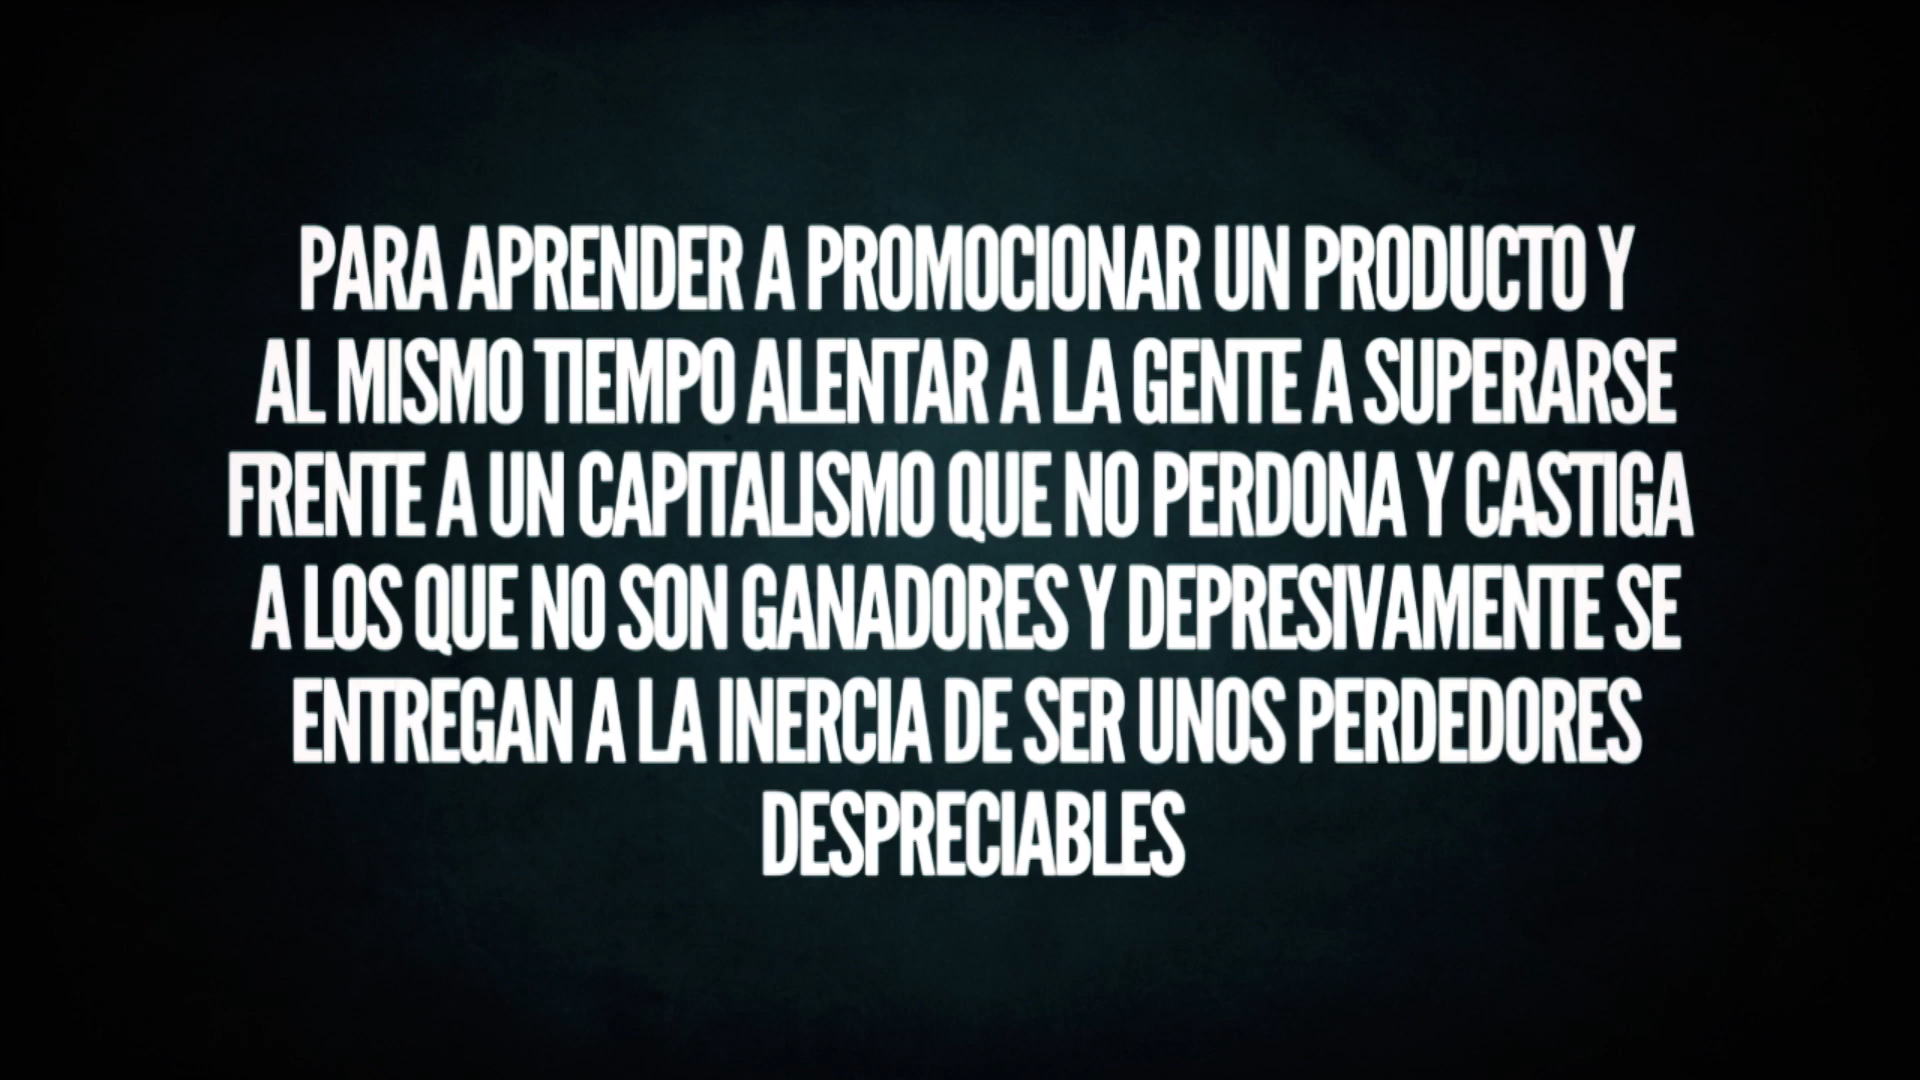 PARA APRENDER A PROMOCIONAR UN PRODUCTO Y
AL MISMO TIEMPO ALENTAR A LA GENTE A SUPERARSE
FRENTE A UN CAPITALISMO QUE NO PERDONA Y CASTIGA
A LOS QUE NO SON GANADORES Y DEPRESIVAMENTE SE
ENTREGAN A LA INERCIA DE SER UNOS PERDEDORES
DESPRECIABLES